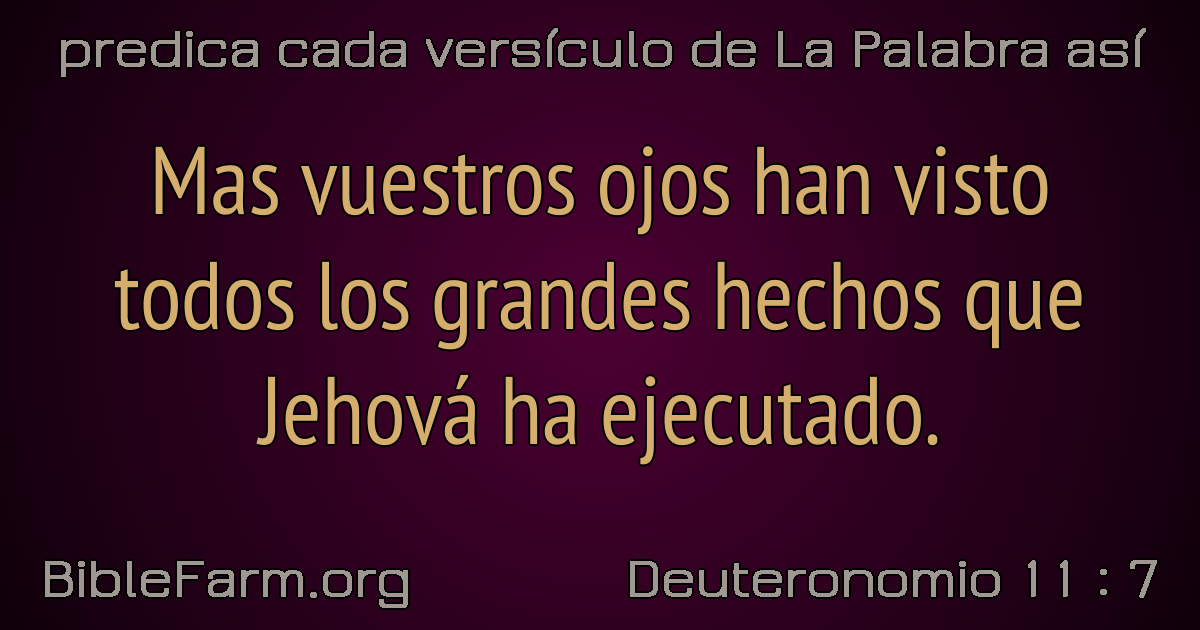 predica cada versículo de La Palabra así
Mas vuestros ojos han visto
todos los grandes hechos que
Jehová ha ejecutado.
BibleFarm.org
Deuteronomio 11 : 7